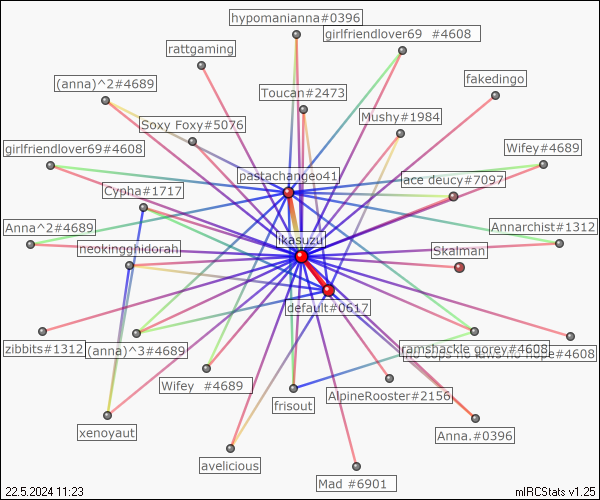 hypomanianna#0396
girlfriendlover69 #4608
rattgaming
(anna)^2#4689
fakedingo
Toucan#2473
Soxy Foxy#5076
Mushy#1984
girlfriendlover69#4608
Wifey#4689
pastachangeo41
ace deucy#7097
Cypha#1717
Anna^2#4689
Annarchist#1312
ikasuzu
neokingghidorah
Skalman
default#0617
zibbits#1312
(anna)^3#4689
ramshackle gorey#4608
no hope#4608
Wifey #4689
frisout
AlpineRooster#2156
xenoyaut
Anna.#0396
avelicious
Mad #6901
22.5.2024 11:23
mIRCStats v1.25